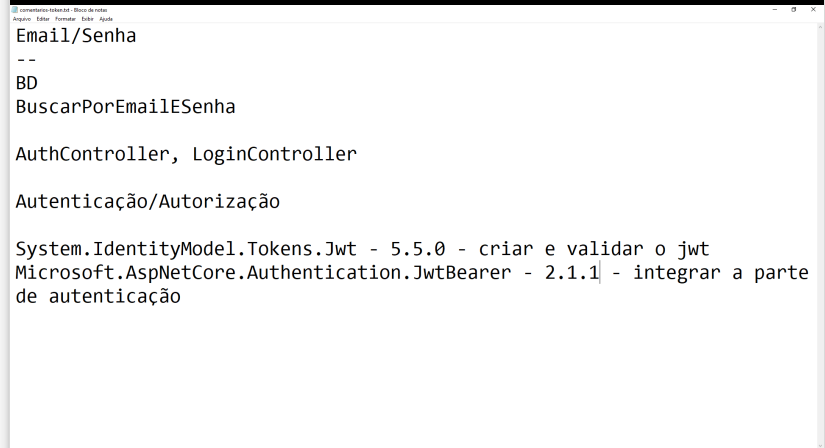 comentarios-token.txt - Bloco de notas
Arquivo Editar Formatar Exibir Ajuda
Email/Senha
--
BD
BuscarPorEmailESenha
AuthController, LoginController
Autenticação/Autorização
System.IdentityModel.Tokens.Jwt - 5.5.0 - criar e validar o jwt
Microsoft.AspNetCore.Authentication.JwtBearer - 2.1.1 - integrar a parte
de autenticação